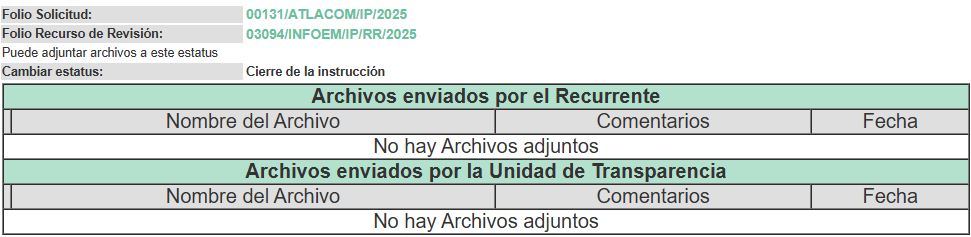 Folio Solicitud: 00131/ATLACOM/IP/2025
Folio Recurso de Revisión: 03094/INFOEM/IP/RR/2025
Puede adjuntar archivos a este estatus
Cambiar estatus: Cierre de la instrucción
Archivos enviados por el Recurrente
Nombre del Archivo Comentarios Fecha
No hay Archivos adjuntos
Archivos enviados por la Unidad de Transparencia
Nombre del Archivo Comentarios Fecha
No hay Archivos adjuntos